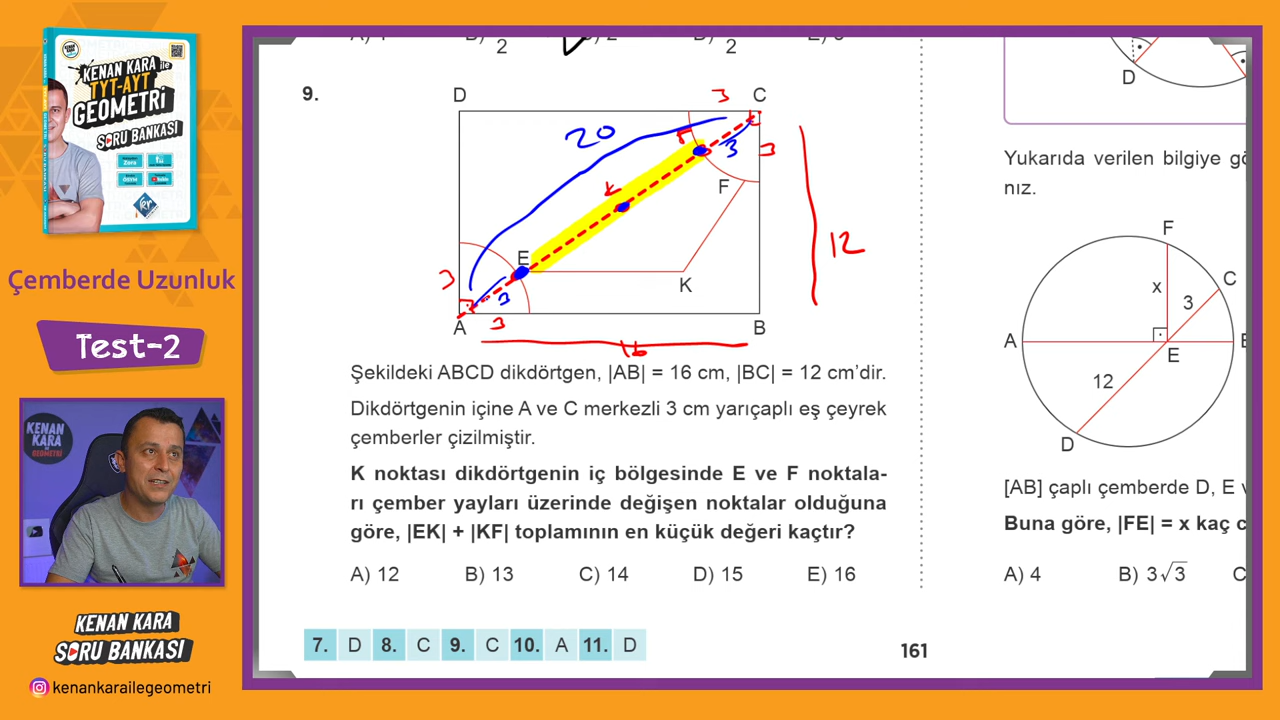 KENAN KARA ile
TYT-AYT
GEOMETRİ
SORU BANKASI
Çemberde Uzunluk
Test-2
KENAN KARA
SORU BANKASI
kenankarailegeometri
2
2
9.
D
C
3
20
F
3
3
K
F
12
E
K
3
3
3
A
B
16
Şekildeki ABCD dikdörtgen, |AB| = 16 cm, |BC| = 12 cm'dir.
Dikdörtgenin içine A ve C merkezli 3 cm yarıçaplı eş çeyrek
çemberler çizilmiştir.
K noktası dikdörtgenin iç bölgesinde E ve F noktala-
rı çember yayları üzerinde değişen noktalar olduğuna
göre, |EK| + |KF| toplamının en küçük değeri kaçtır?
A) 12 B) 13 C) 14 D) 15 E) 16
7. D 8. C 9. C 10. A 11. D
161
D
Yukarıda verilen bilgiye
nız.
F
C
x
3
A
E
12
D
[AB] çaplı çemberde D, E
Buna göre, |FE| = x kaç
A) 4 B) 3√3